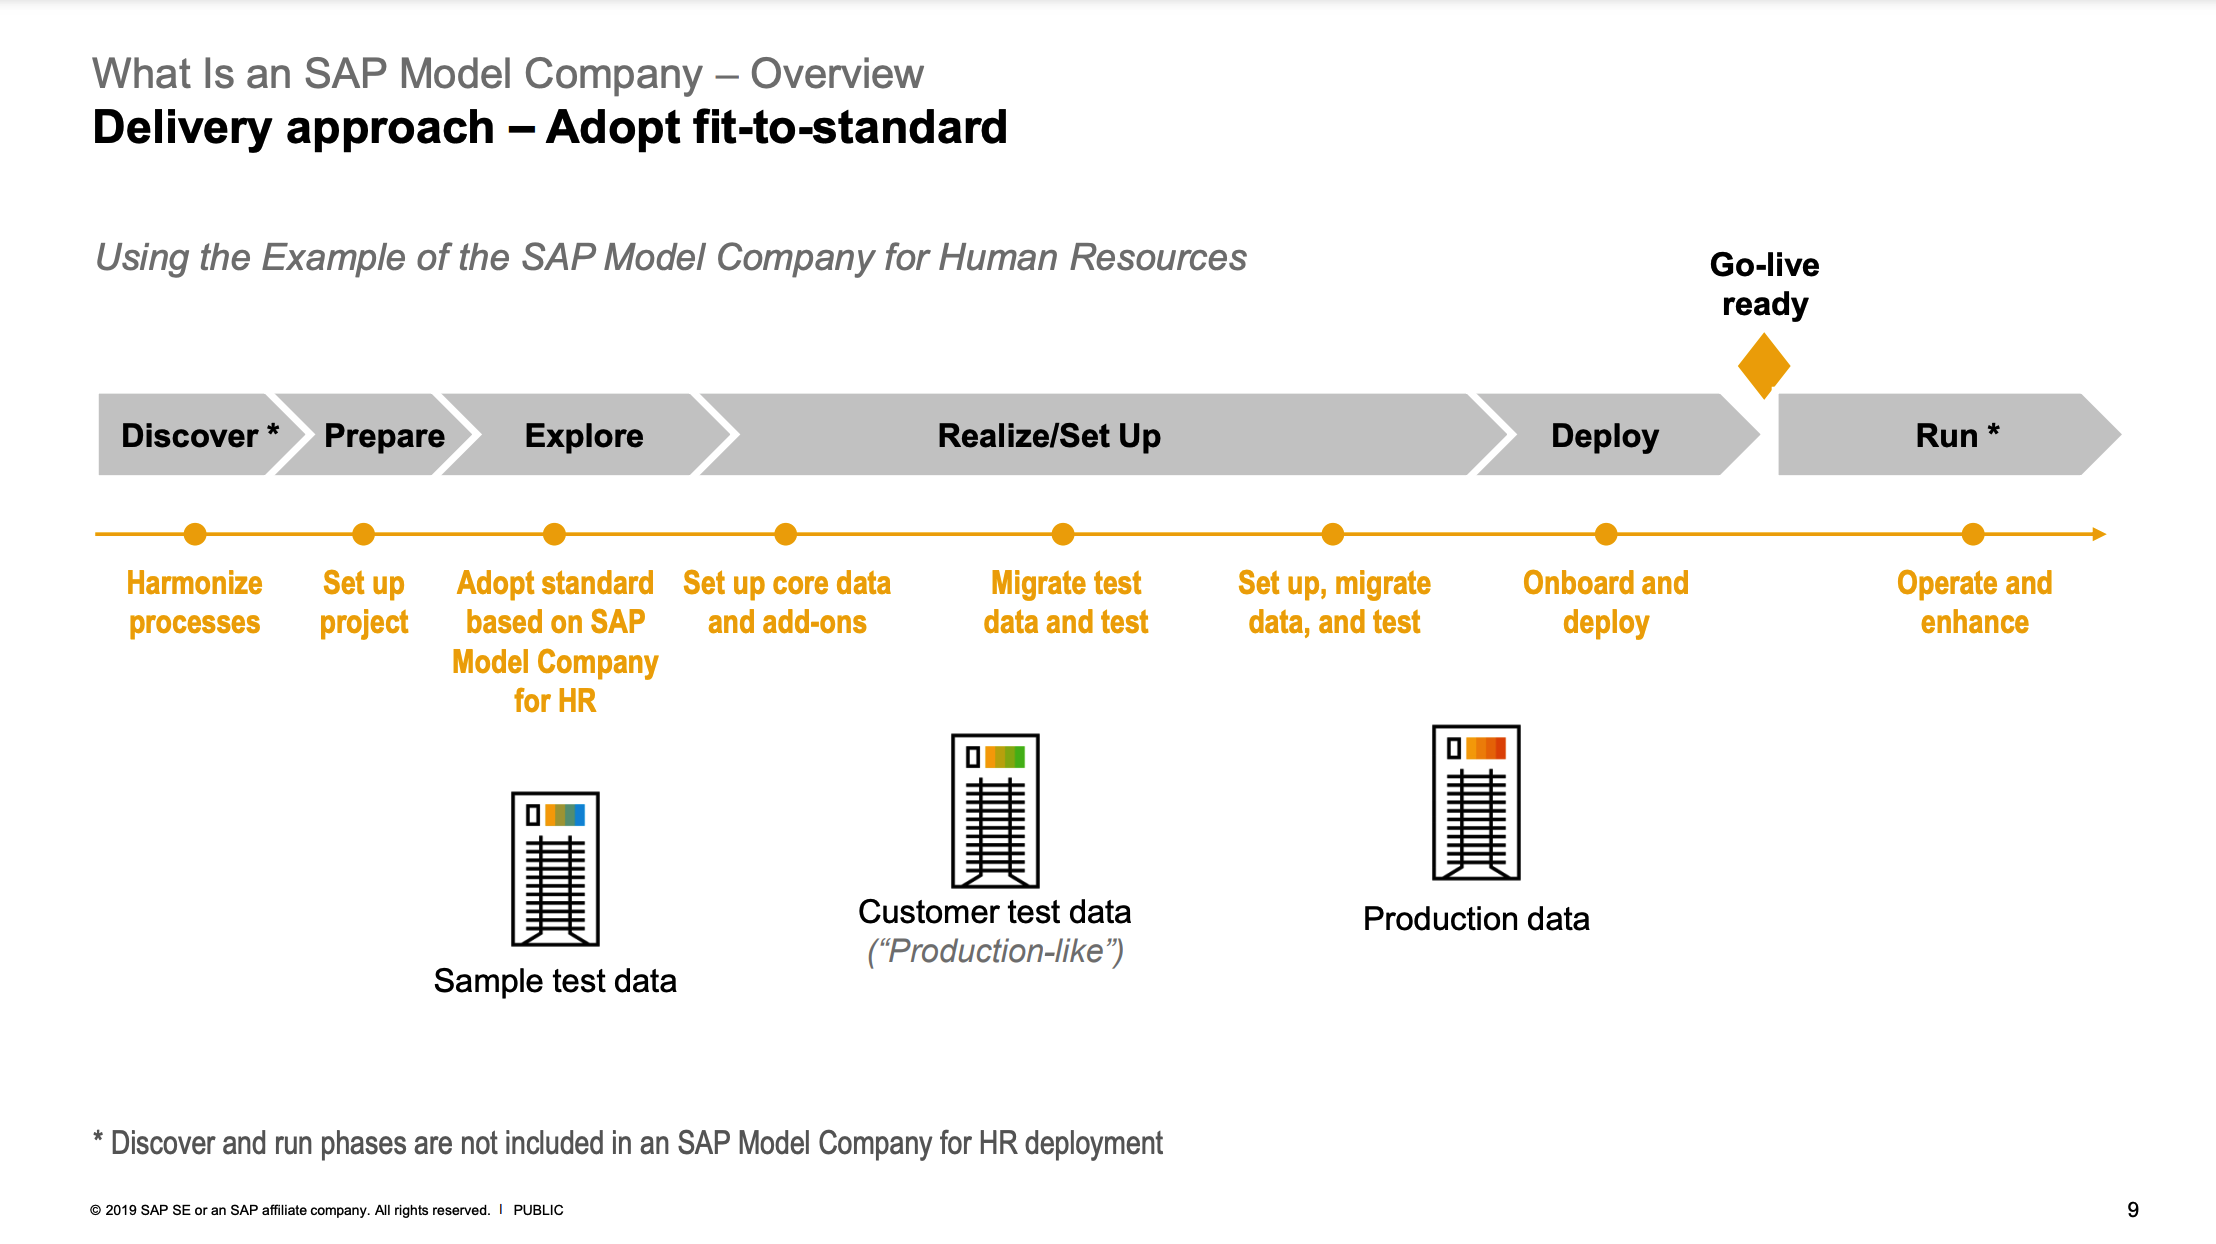 What Is an SAP Model Company – Overview
Delivery approach – Adopt fit-to-standard
Using the Example of the SAP Model Company for Human Resources
Go-live
ready
Discover *
Prepare
Explore
Realize/Set Up
Deploy
Run *
Harmonize
processes
Set up
project
Adopt standard
based on SAP
Model Company
for HR
Set up core data
and add-ons
Migrate test
data and test
Set up, migrate
data, and test
Onboard and
deploy
Operate and
enhance
Sample test data
Customer test data
(“Production-like”)
Production data
* Discover and run phases are not included in an SAP Model Company for HR deployment
© 2019 SAP SE or an SAP affiliate company. All rights reserved. | PUBLIC
9